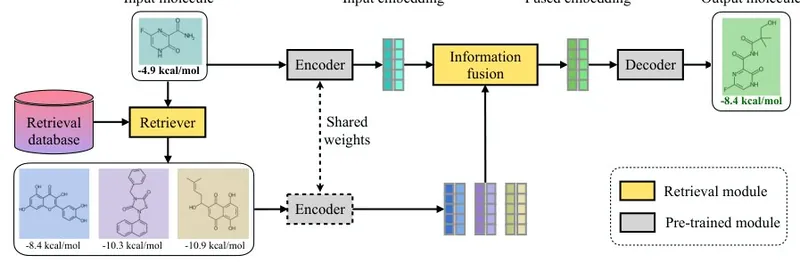 Input molecule
Input embedding
Fused embedding
Output molecule
-4.9 kcal/mol
Encoder
Information
fusion
Decoder
-8.4 kcal/mol
Retrieval
database
Retriever
Shared
weights
Encoder
-8.4 kcal/mol
-10.3 kcal/mol
-10.9 kcal/mol
Retrieval module
Pre-trained module